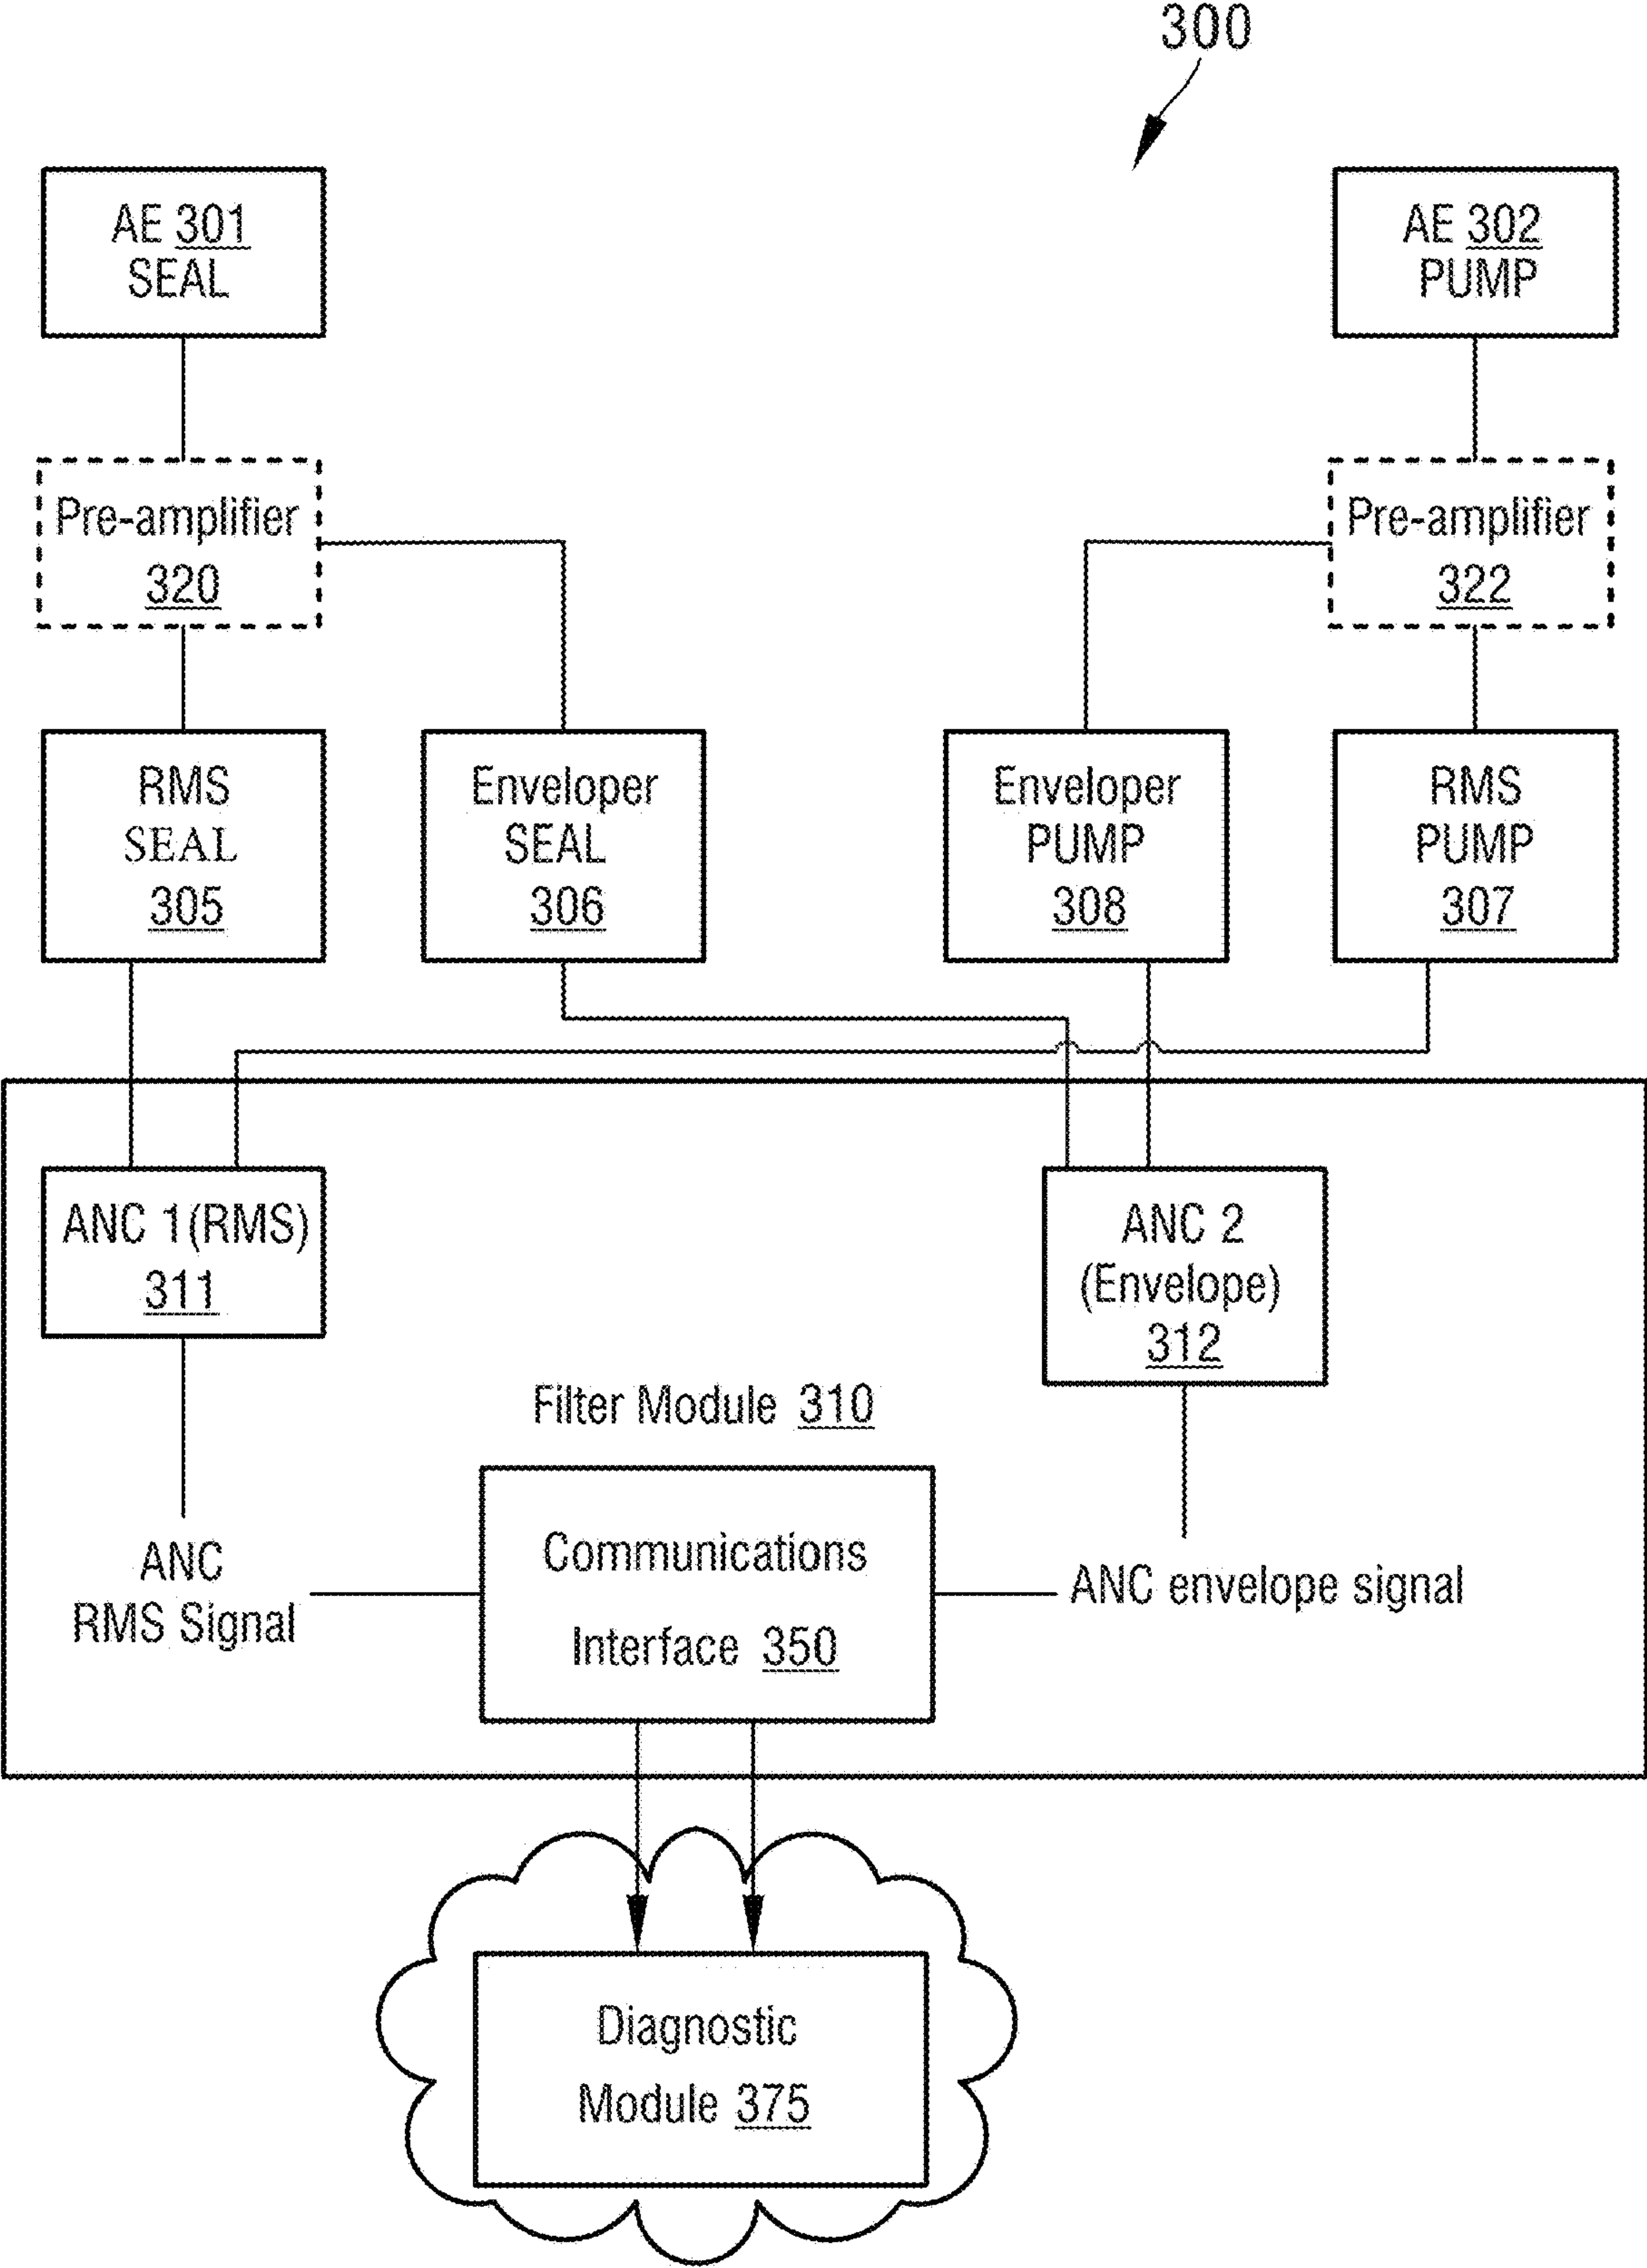 300
AE 301
SEAL
AE 302
PUMP
Pre-amplifier
320
Pre-amplifier
322
RMS
SEAL
305
Enveloper
SEAL
306
Enveloper
PUMP
308
RMS
PUMP
307
ANC 1(RMS)
311
ANC 2
(Envelope)
312
Filter Module 310
ANC
RMS Signal
Communications
Interface 350
ANC envelope signal
Diagnostic
Module 375